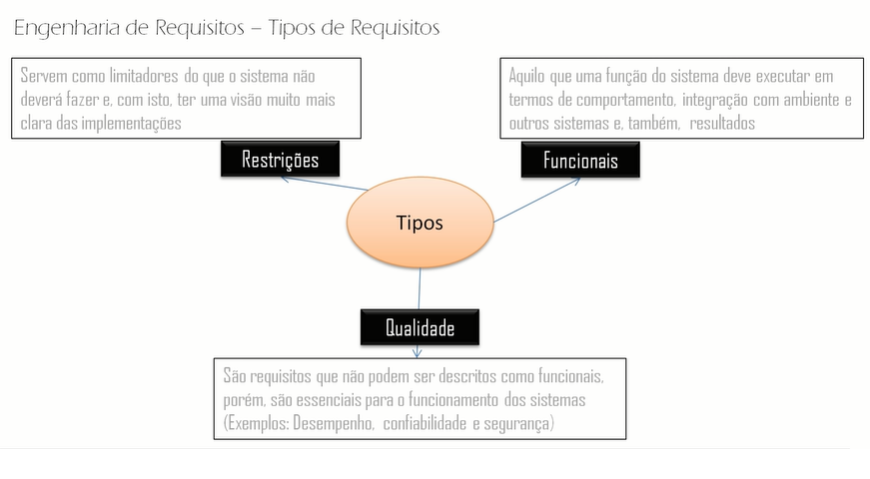 Engenharia de Requisitos – Tipos de Requisitos
Servem como limitadores do que o sistema não
deverá fazer e, com isto, ter uma visão muito mais
clara das implementações
Restrições
Aquilo que uma função do sistema deve executar em
termos de comportamento, integração com ambiente e
outros sistemas e, também, resultados
Funcionais
Tipos
Qualidade
São requisitos que não podem ser descritos como funcionais,
porém, são essenciais para o funcionamento dos sistemas
(Exemplos: Desempenho, confiabilidade e segurança)